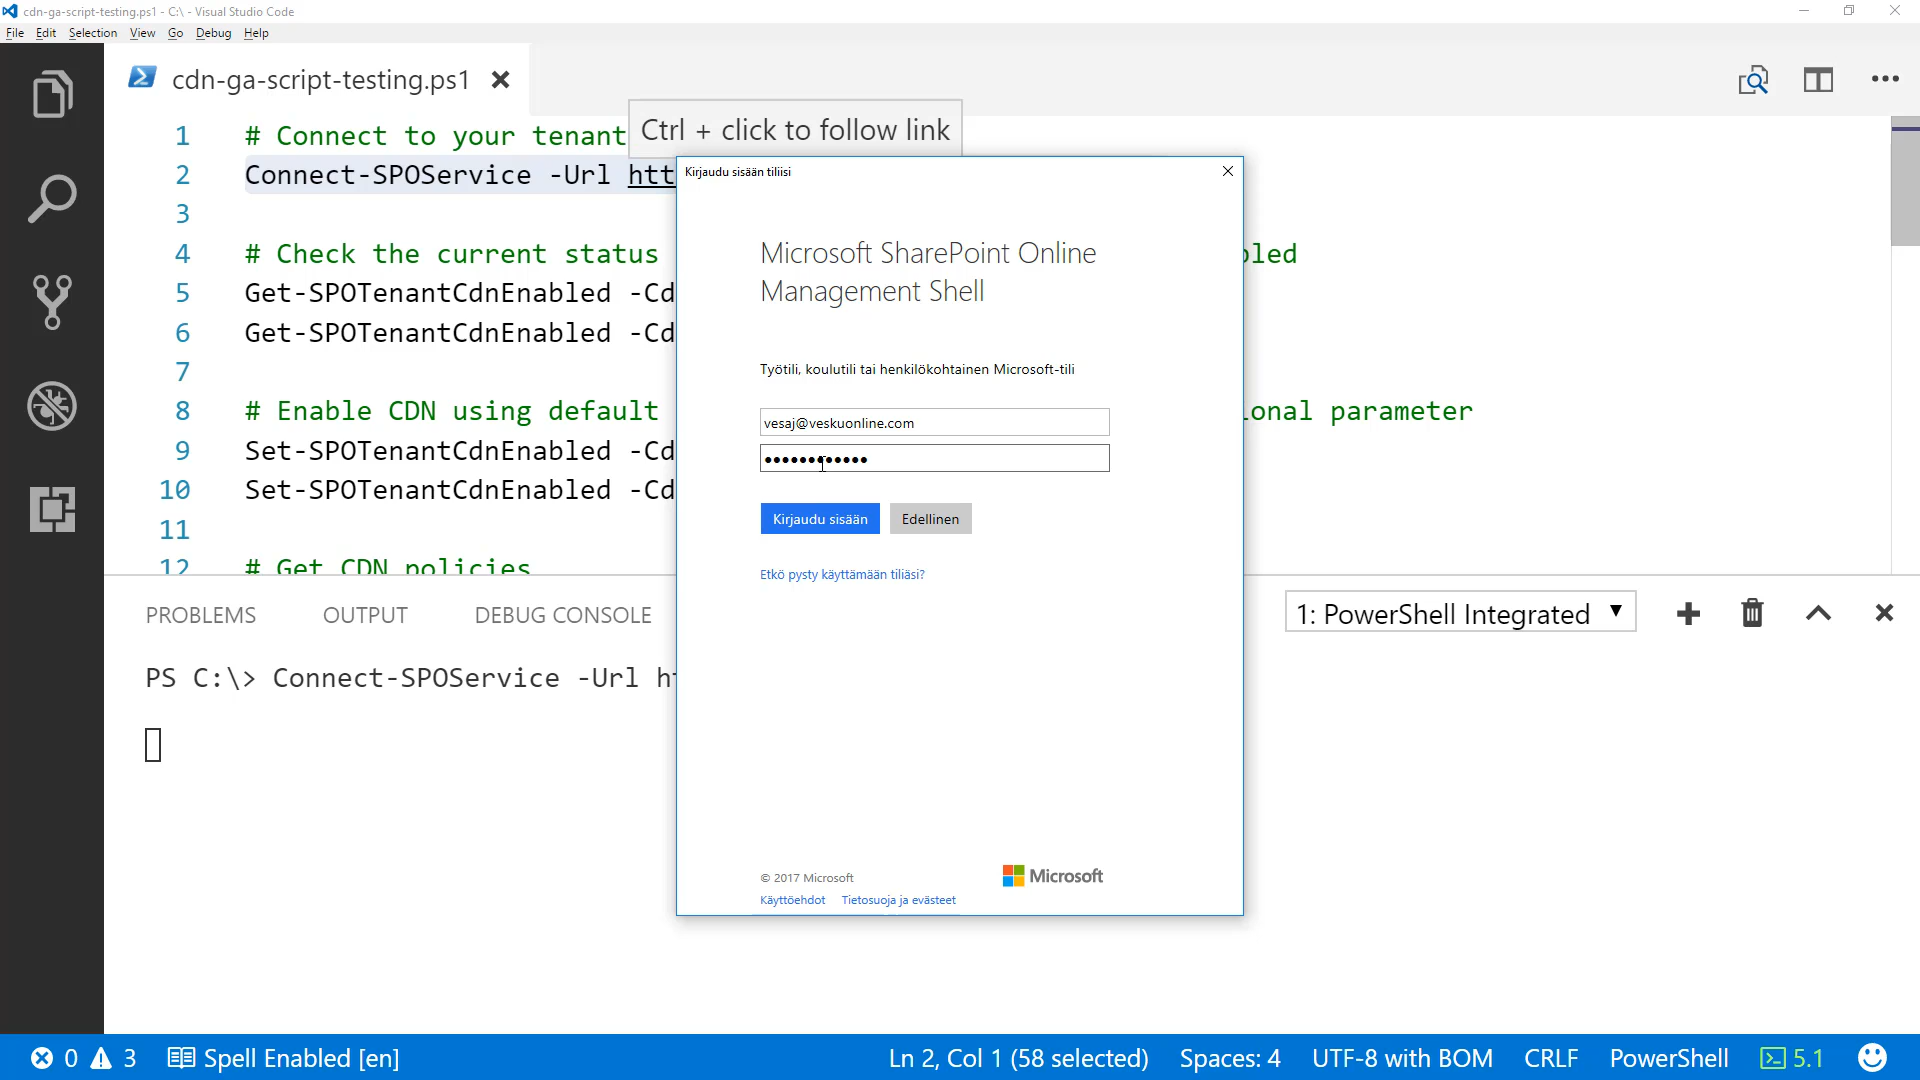 cdn-ga-script-testing.ps1 - C:\ - Visual Studio Code
File Edit Selection View Go Debug Help
cdn-ga-script-testing.ps1
Ctrl + click to follow link
1 # Connect to your tenant
2 Connect-SPOService -Url htt
3
4 # Check the current status
5 Get-SPOTenantCdnEnabled -Cd
6 Get-SPOTenantCdnEnabled -Cd
7
8 # Enable CDN using default ional parameter
9 Set-SPOTenantCdnEnabled -Cd
10 Set-SPOTenantCdnEnabled -Cd
11
12 # Get CDN policies
Kirjaudu sisään tiliisi
Microsoft SharePoint Online
Management Shell
Työtili, koulutili tai henkilökohtainen Microsoft-tili
vesaj@veskuonline.com
Kirjaudu sisään Edellinen
Etkö pysty käyttämään tiliäsi?
© 2017 Microsoft
Microsoft
Käyttöehdot Tietosuoja ja evästeet
PROBLEMS OUTPUT DEBUG CONSOLE 1: PowerShell Integrated
PS C:\> Connect-SPOService -Url ht
0 3 Spell Enabled [en] Ln 2, Col 1 (58 selected) Spaces: 4 UTF-8 with BOM CRLF PowerShell 5.1